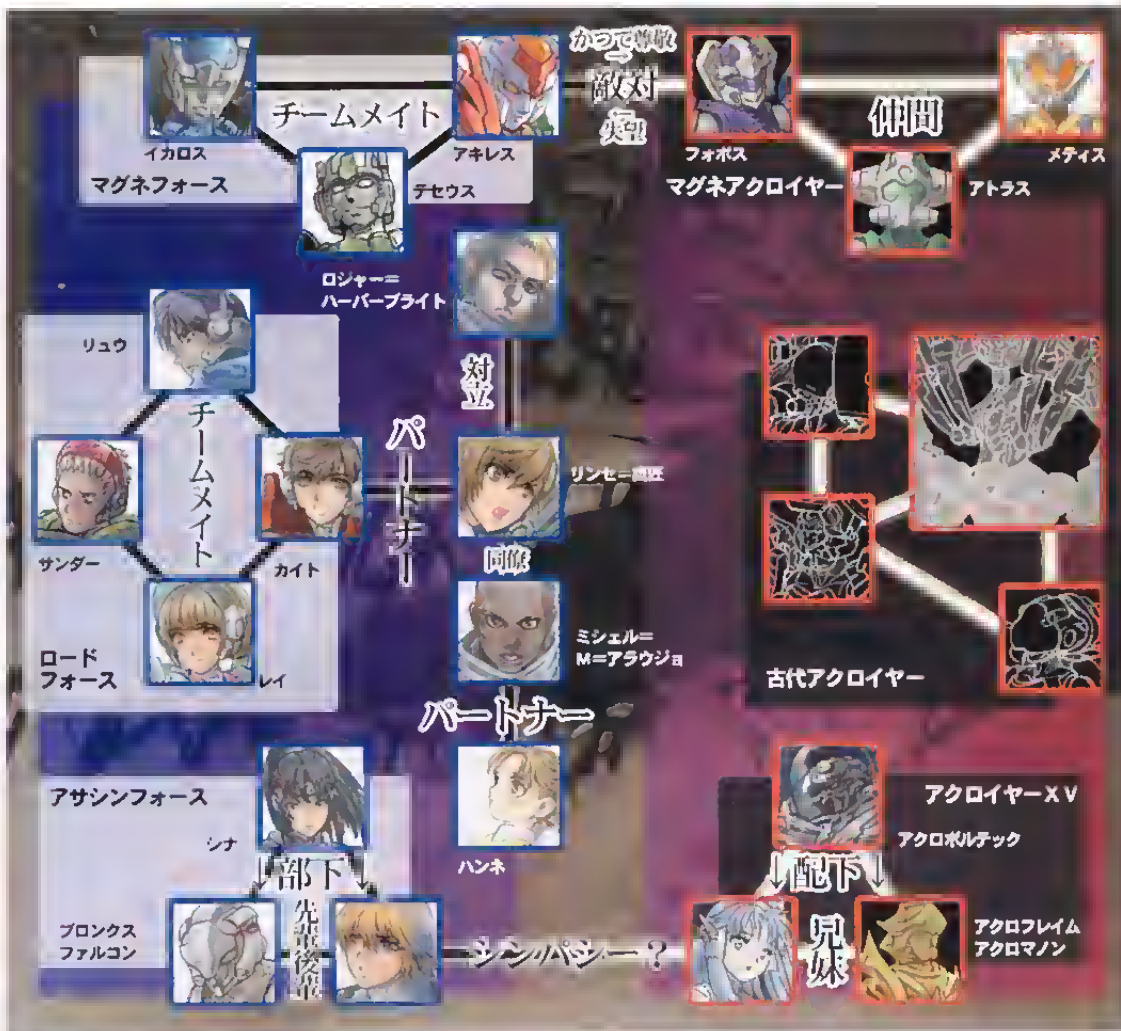 かつて尊敬
→
敵対
←
失望
チームメイト
仲間
イカロス
アキレス
フォボス
メティス
マグネフォース
テセウス
マグネアクロイヤー
アトラス
ロジャー=
ハーバーブライト
リュウ
対立
チームメイト
パートナー
リンセ=
サンダー
カイト
同僚
ミシェル=
M=アラウジョ
ロード
フォース
レイ
古代アクロイヤー
パートナー
アサシンフォース
アクロイヤーXV
シナ
ハンネ
アクロボルテック
↓部下↓
↓配下↓
ブロンクス
ファルコン
先輩後輩
シンパシー?
兄妹
アクロフレイム
アクロマノン